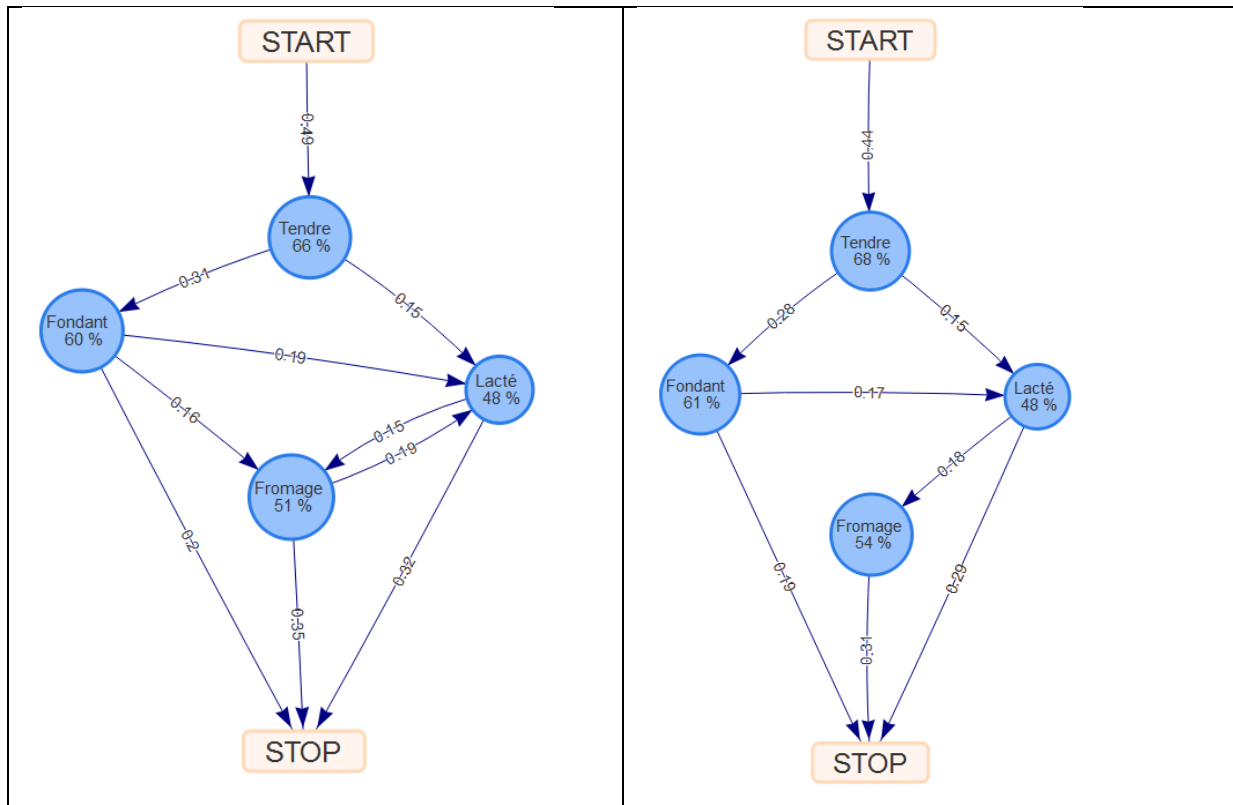 START
0.49
Tendre
66 %
0.31
0.15
Fondant
60 %
0.19
Lacté
48 %
0.16
0.15
0.19
Fromage
51 %
0.2
0.32
0.35
STOP
START
0.44
Tendre
68 %
0.28
0.15
Fondant
61 %
0.17
Lacté
48 %
0.18
Fromage
54 %
0.19
0.29
0.31
STOP